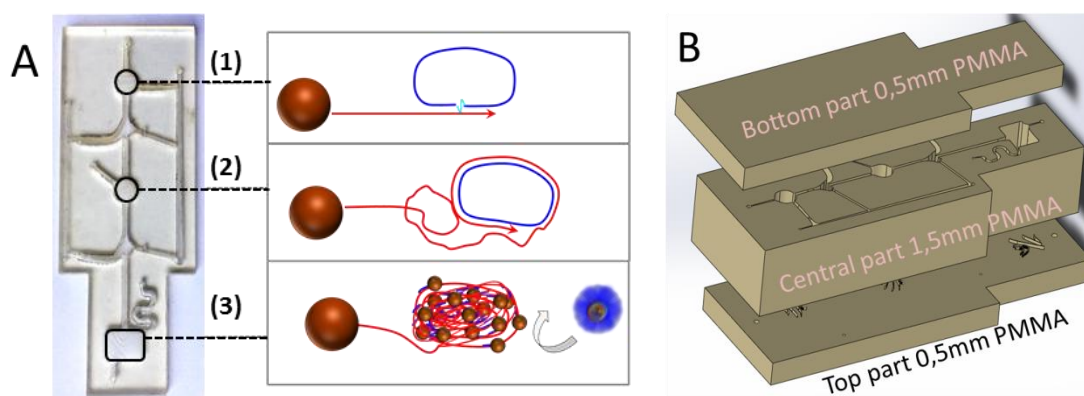 A
(1)
(2)
(3)
B
Bottom part 0,5mm PMMA
Central part 1,5mm PMMA
Top part 0,5mm PMMA